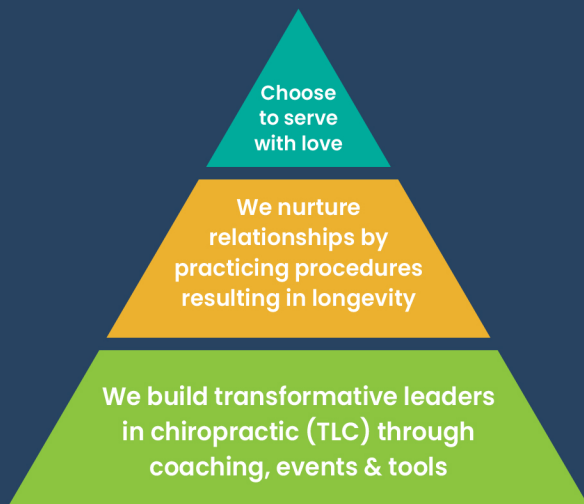 Choose
to serve
with love
We nurture
relationships by
practicing procedures
resulting in longevity
We build transformative leaders
in chiropractic (TLC) through
coaching, events & tools